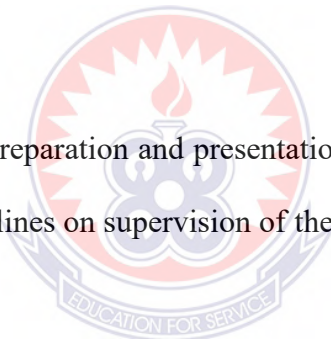 reparation and presentatio
lines on supervision of the
EDUCATION FOR SERVICE